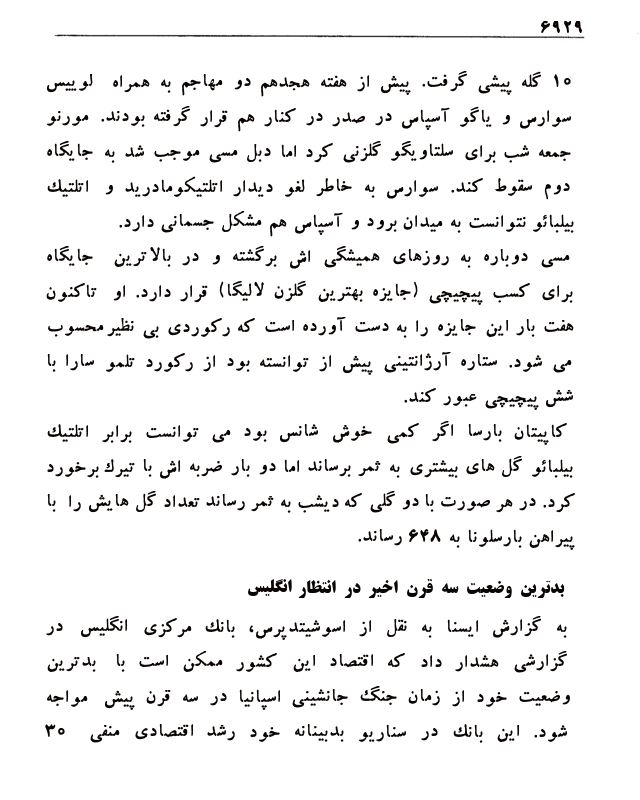 ۶۹۲۹
۱۰ گله پیشی گرفت. پیش از هفته هجدهم دو مهاجم به همراه لوییس
سوارس و یاگو آسپاس در صدر در کنار هم قرار گرفته بودند. مورنو
جمعه شب برای سلتاویگو گلزنی کرد اما دبل مسی موجب شد به جایگاه
دوم سقوط کند. سوارس به خاطر لغو دیدار اتلتیکومادرید و اتلتیك
بیلبائو نتوانست به میدان برود و آسپاس هم مشکل جسمانی دارد.
مسی دوباره به روزهای همیشگی اش برگشته و در بالاترین جایگاه
برای کسب پیچیچی (جایزه بهترین گلزن لالیگا) قرار دارد. او تاکنون
هفت بار این جایزه را به دست آورده است که رکوردی بی نظیر محسوب
می شود. ستاره آرژانتینی پیش از توانسته بود از رکورد تلمو سارا با
شش پیچیچی عبور کند.
کاپیتان بارسا اگر کمی خوش شانس بود می توانست برابر اتلتیك
بیلبائو گل های بیشتری به ثمر برساند اما دو بار ضربه اش با تیرك برخورد
کرد. در هر صورت با دو گلی که دیشب به ثمر رساند تعداد گل هایش را با
پیراهن بارسلونا به ۶۴۸ رساند.
بدترین وضعیت سه قرن اخیر در انتظار انگلیس
به گزارش ایسنا به نقل از اسوشیتدپرس، بانك مرکزی انگلیس در
گزارشی هشدار داد که اقتصاد این کشور ممکن است با بدترین
وضعیت خود از زمان جنگ جانشینی اسپانیا در سه قرن پیش مواجه
شود. این بانك در سناریو بدبینانه خود رشد اقتصادی منفی ۳۰